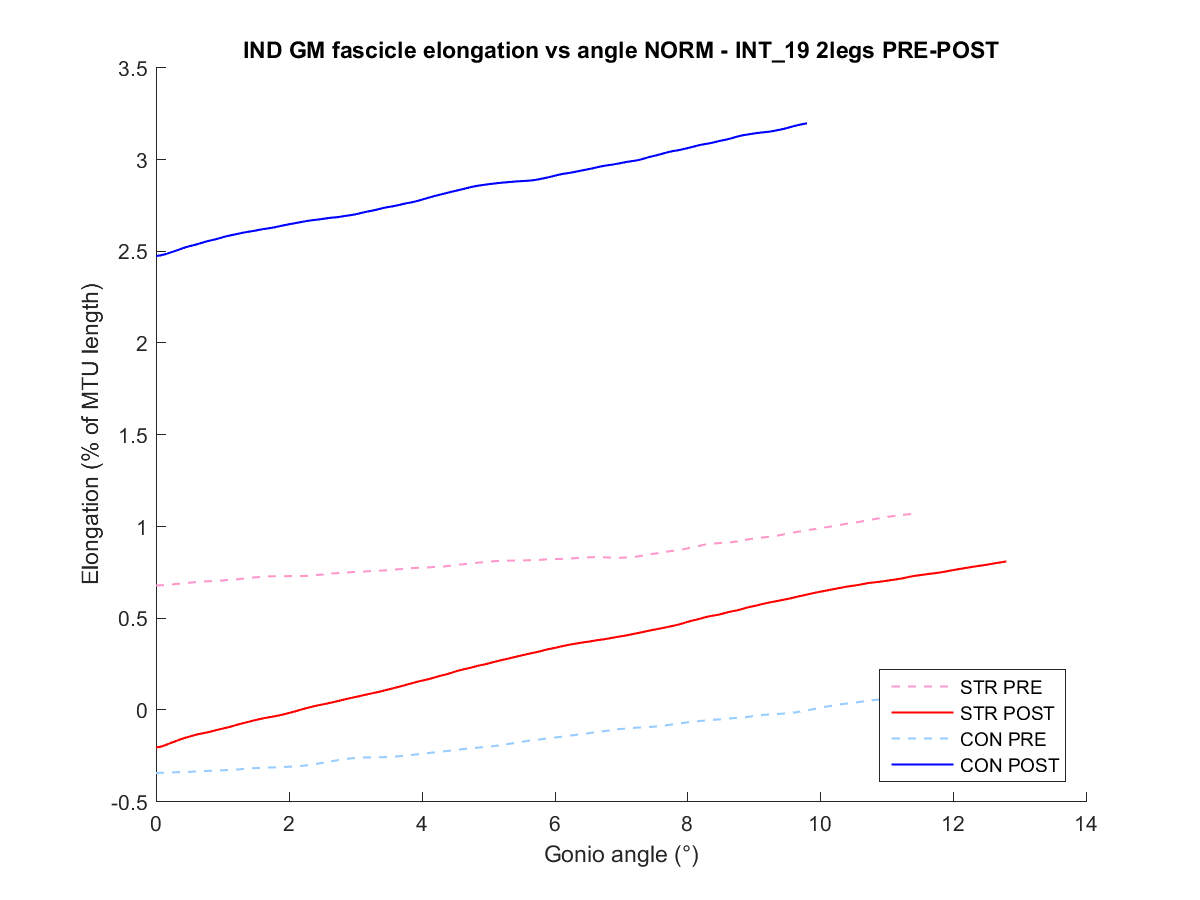 IND GM fascicle elongation vs angle NORM - INT_19 2legs PRE-POST
3.5
3
2.5
2
1.5
1
0.5
0
-0.5
Elongation (% of MTU length)
0 2 4 6 8 10 12 14
Gonio angle (°)
STR PRE
STR POST
CON PRE
CON POST